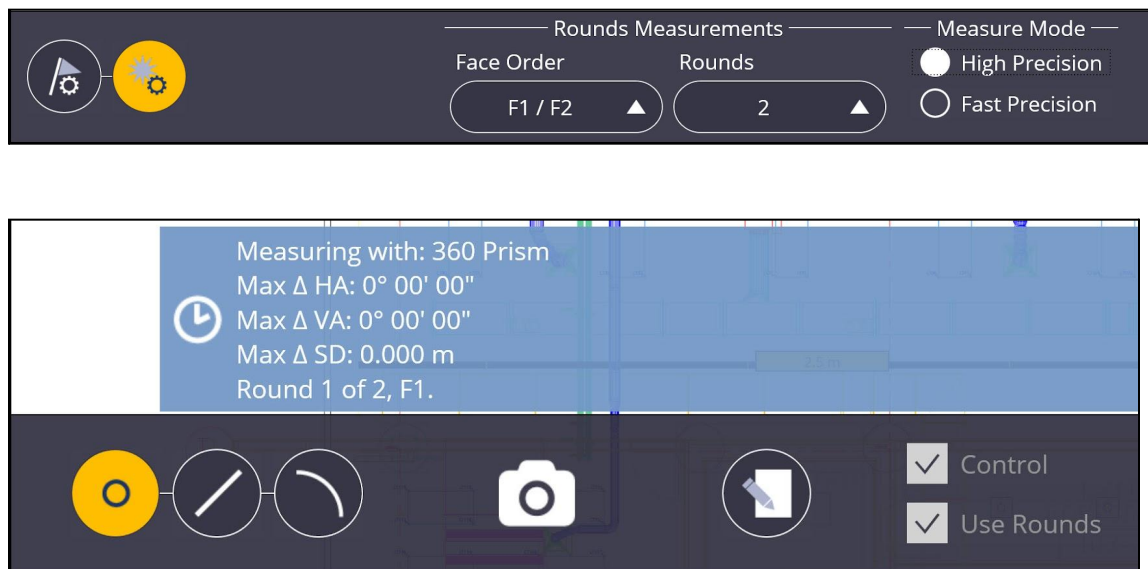 Rounds Measurements
Measure Mode
Face Order
Rounds
High Precision
F1 / F2
2
Fast Precision
Measuring with: 360 Prism
Max Δ HA: 0° 00' 00"
Max Δ VA: 0° 00' 00"
Max Δ SD: 0.000 m
2.5 m
Round 1 of 2, F1.
Control
Use Rounds